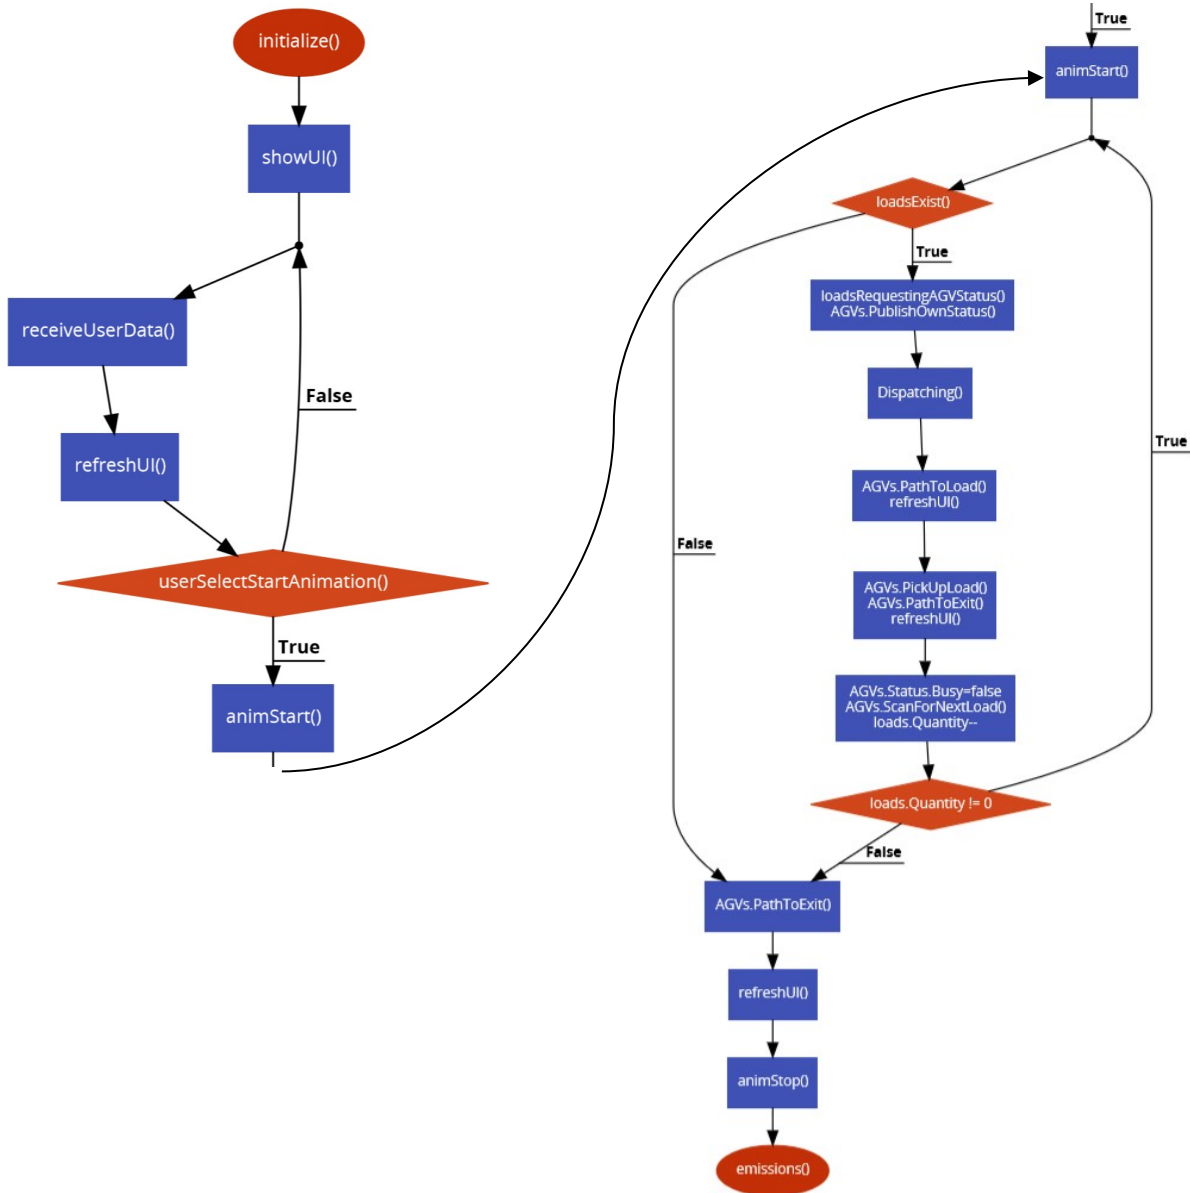 initialize()
showUI()
receiveUserData()
False
refreshUI()
userSelectStartAnimation()
True
animStart()
True
animStart()
loadsExist()
True
loadsRequestingAGVStatus()
AGVs.PublishOwnStatus()
Dispatching()
True
AGVs.PathToLoad()
refreshUI()
False
AGVs.PickUpLoad()
AGVs.PathToExit()
refreshUI()
AGVs.Status.Busy=false
AGVs.ScanForNextLoad()
loads.Quantity--
loads.Quantity != 0
False
AGVs.PathToExit()
refreshUI()
animStop()
emissions()